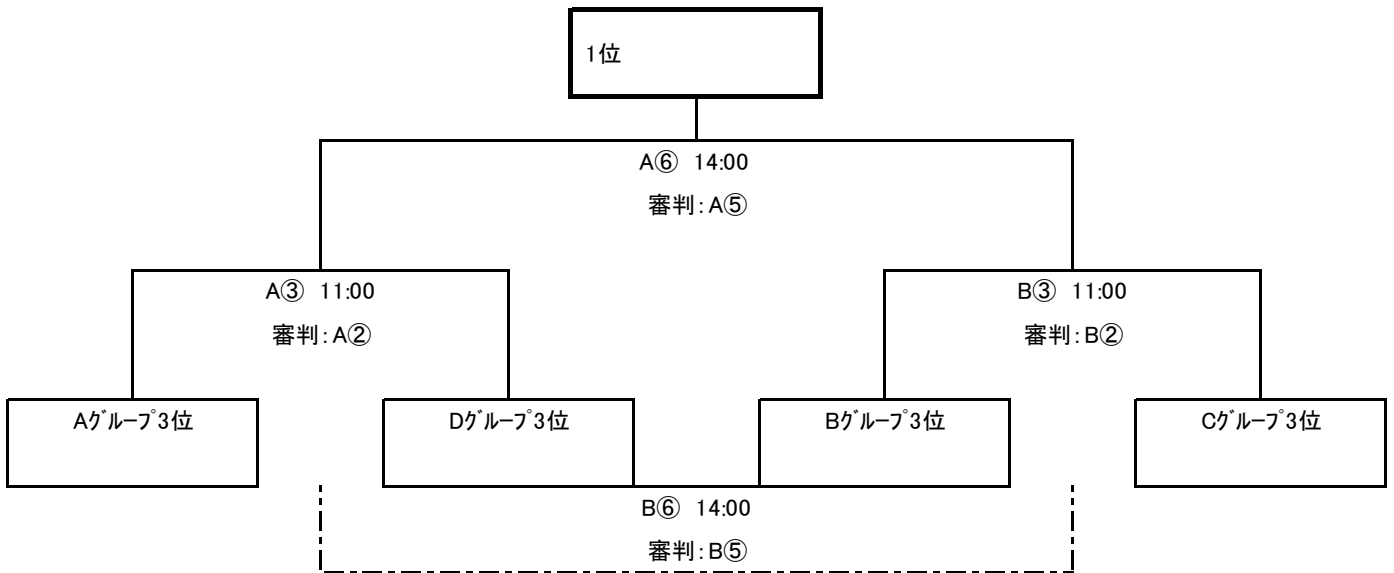 1位
A⑥ 14:00
審判:A⑤
A③ 11:00
B③ 11:00
審判:A②
審判:B②
Aｸﾞﾙｰﾌﾟ3位
Dｸﾞﾙｰﾌﾟ3位
Bｸﾞﾙｰﾌﾟ3位
Cｸﾞﾙｰﾌﾟ3位
B⑥ 14:00
審判:B⑤